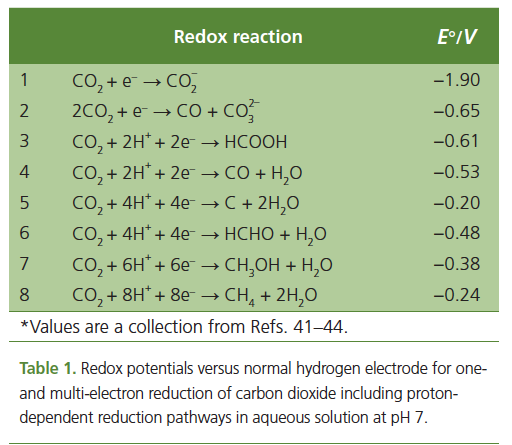 Redox reaction E°/V
1 CO₂ + e⁻ → CO₂⁻ −1.90
2 2CO₂ + e⁻ → CO + CO₃²⁻ −0.65
3 CO₂ + 2H⁺ + 2e⁻ → HCOOH −0.61
4 CO₂ + 2H⁺ + 2e⁻ → CO + H₂O −0.53
5 CO₂ + 4H⁺ + 4e⁻ → C + 2H₂O −0.20
6 CO₂ + 4H⁺ + 4e⁻ → HCHO + H₂O −0.48
7 CO₂ + 6H⁺ + 6e⁻ → CH₃OH + H₂O −0.38
8 CO₂ + 8H⁺ + 8e⁻ → CH₄ + 2H₂O −0.24
*Values are a collection from Refs. 41–44.
Table 1. Redox potentials versus normal hydrogen electrode for one-
and multi-electron reduction of carbon dioxide including proton-
dependent reduction pathways in aqueous solution at pH 7.